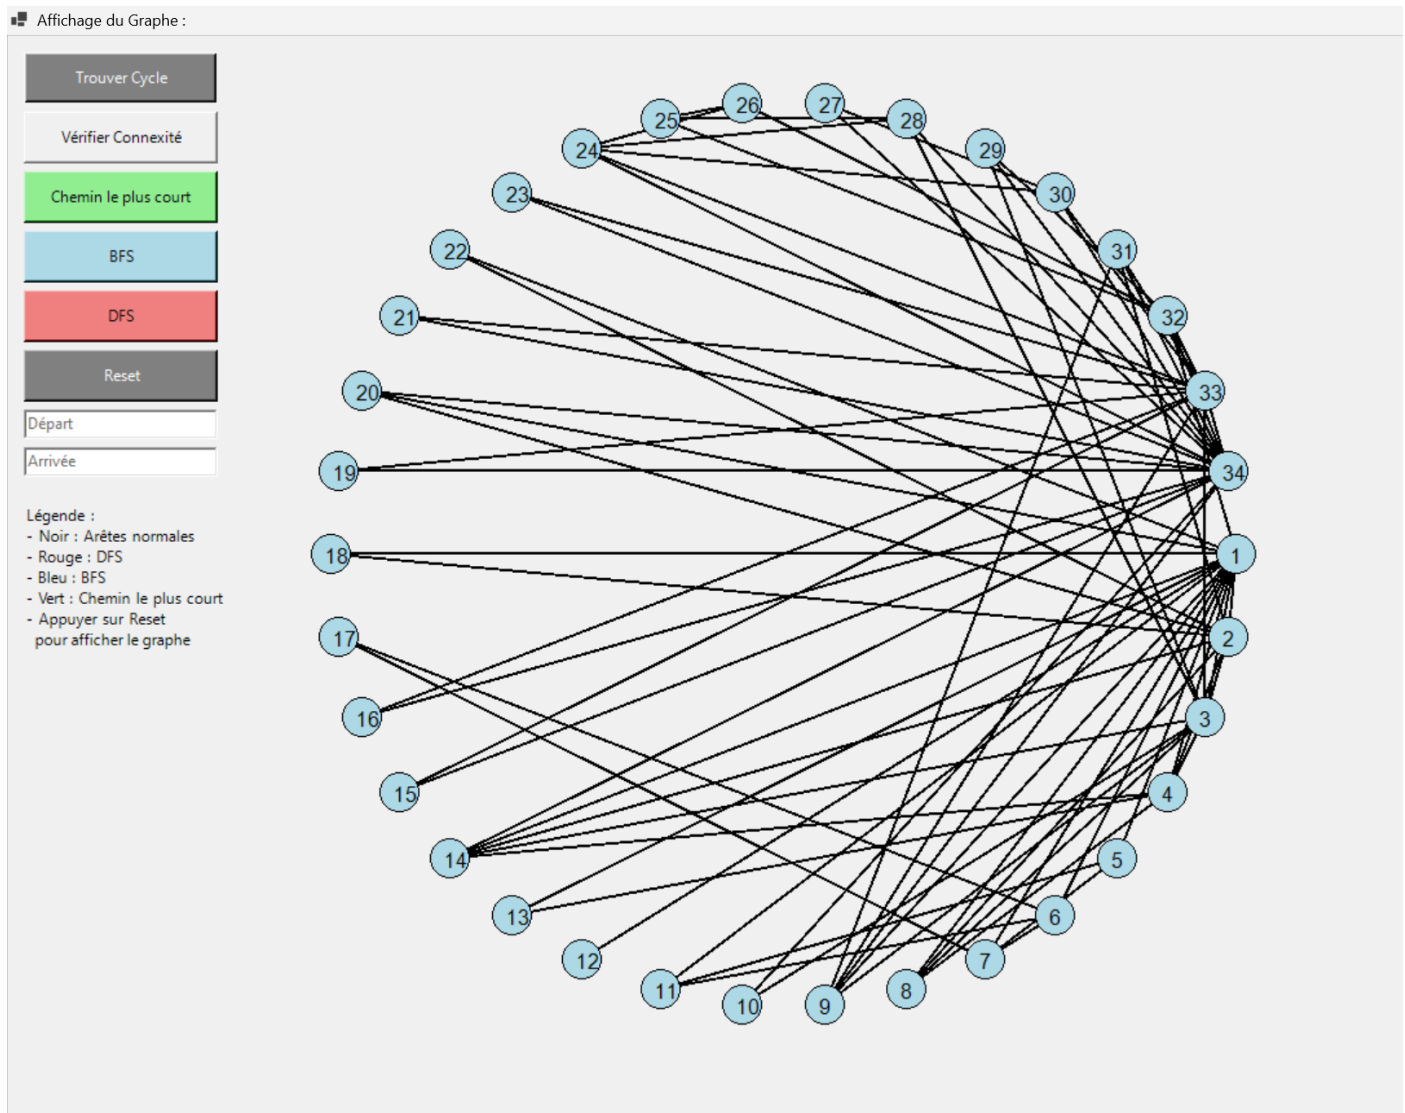 Affichage du Graphe :
Trouver Cycle
Vérifier Connexité
Chemin le plus court
BFS
DFS
Reset
Départ
Arrivée
Légende :
- Noir : Arêtes normales
- Rouge : DFS
- Bleu : BFS
- Vert : Chemin le plus court
- Appuyer sur Reset
pour afficher le graphe
26
27
25
28
24
29
23
30
22
31
21
32
20
33
19
34
18
1
17
2
16
3
15
4
14
5
13
6
12
7
11
8
10
9